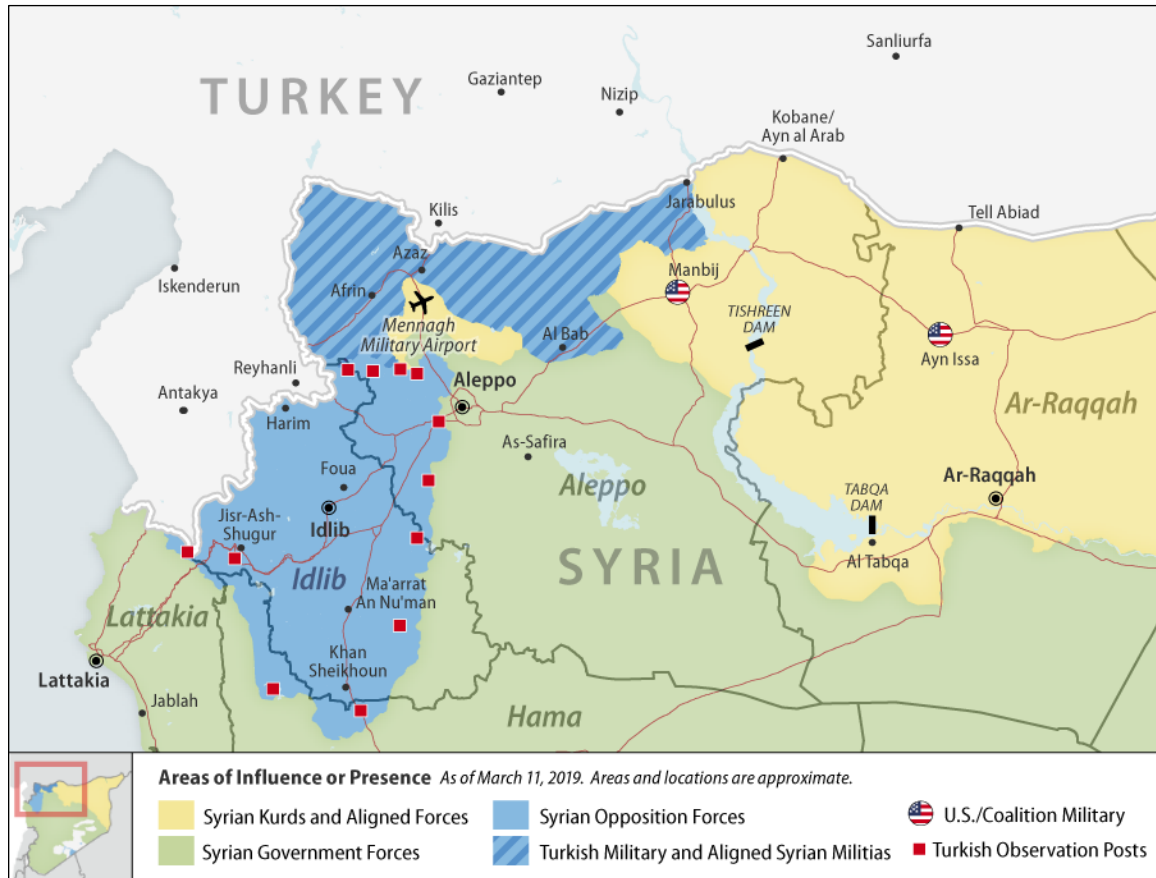 Sanliurfa
Gaziantep
TURKEY
Nizip
Kobane/
Ayn al Arab
Jarabulus
Tell Abiad
Kilis
Azaz
Iskenderun
Afrin
Manbij
Mennagh
Military Airport
Al Bab
TISHREEN
DAM
Ayn Issa
Reyhanli
Antakya
Aleppo
Harim
Ar-Raqqah
As-Safira
Foua
Aleppo
Ar-Raqqah
Idlib
TABQA
DAM
Jisr-Ash-
Shugur
SYRIA
Al Tabqa
Idlib
Ma'arrat
An Nu'man
Lattakia
Khan
Sheikhoun
Lattakia
Jablah
Hama
Areas of Influence or Presence As of March 11, 2019. Areas and locations are approximate.
Syrian Kurds and Aligned Forces
Syrian Opposition Forces
U.S./Coalition Military
Syrian Government Forces
Turkish Military and Aligned Syrian Militias
Turkish Observation Posts